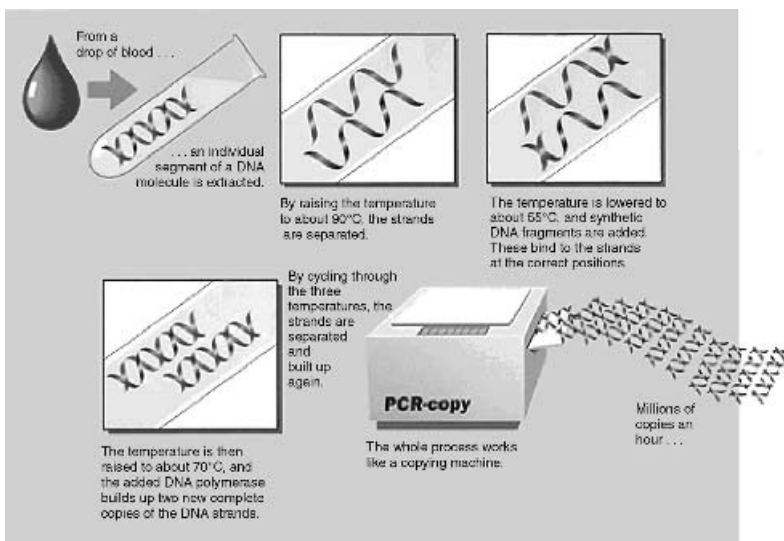 From a
drop of blood . . .
. . . an individual
segment of a DNA
molecule is extracted.
By raising the temperature
to about 90°C, the strands
are separated.
The temperature is lowered to
about 55°C, and synthetic
DNA fragments are added.
These bind to the strands
at the correct positions.
The temperature is then
raised to about 70°C, and
the added DNA polymerase
builds up two new complete
copies of the DNA strands.
By cycling through
the three
temperatures, the
strands are
separated
and
built up
again.
PCR-copy
The whole process works
like a copying machine.
Millions of
copies an
hour . . .